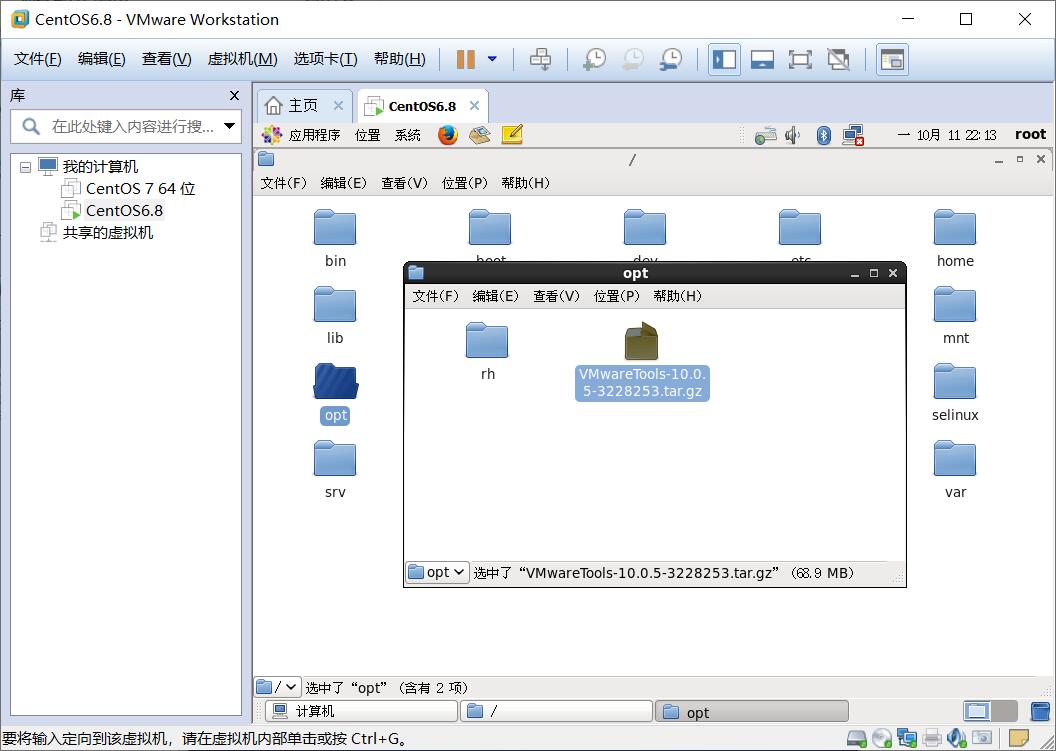 CentOS6.8 - VMware Workstation
文件(F) 编辑(E) 查看(V) 虚拟机(M) 选项卡(T) 帮助(H)
库
在此处键入内容进行搜...
我的计算机
CentOS 7 64 位
CentOS6.8
共享的虚拟机
主页 CentOS6.8
应用程序 位置 系统 一 10月 11 22:13 root
/
文件(F) 编辑(E) 查看(V) 位置(P) 帮助(H)
bin boot dev etc home
lib mnt
opt selinux
srv var
opt
文件(F) 编辑(E) 查看(V) 位置(P) 帮助(H)
rh
VMwareTools-10.0.
5-3228253.tar.gz
opt 选中了 “VMwareTools-10.0.5-3228253.tar.gz” (68.9 MB)
/ 选中了 “opt” (含有 2 项)
计算机 / opt
要将输入定向到该虚拟机，请在虚拟机内部单击或按 Ctrl+G。